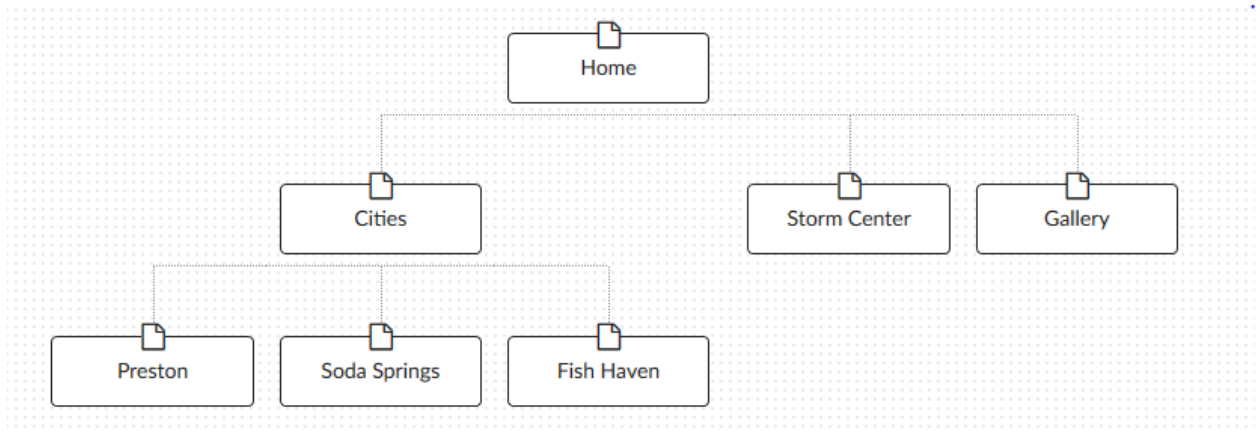 Home
Cities
Storm Center
Gallery
Preston
Soda Springs
Fish Haven